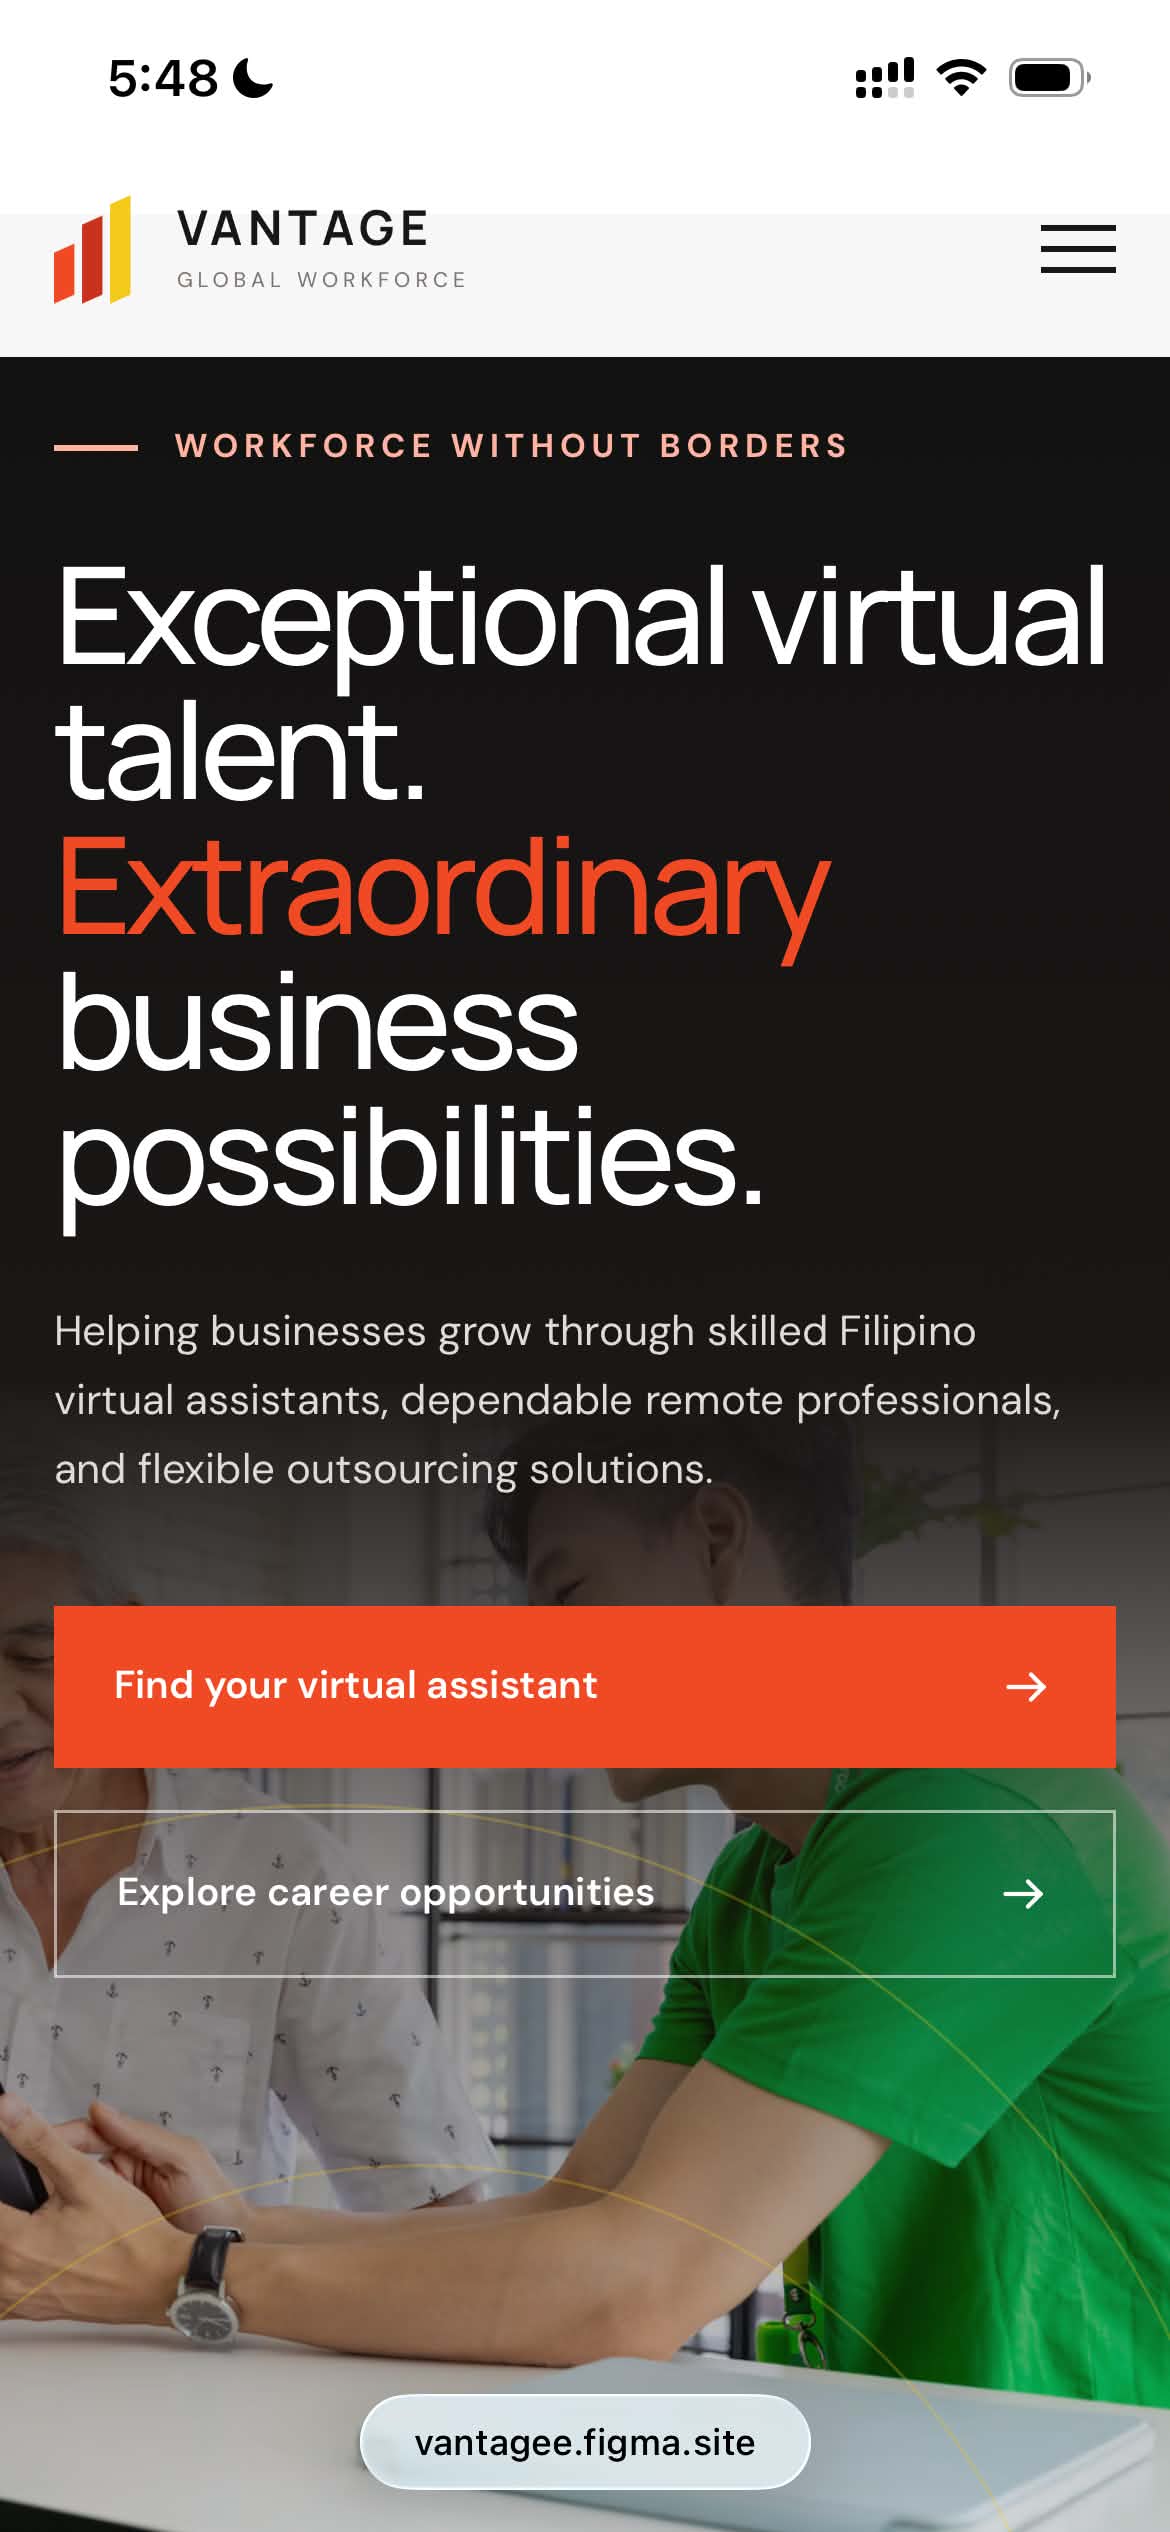 5:48
VANTAGE
GLOBAL WORKFORCE
WORKFORCE WITHOUT BORDERS
Exceptional virtual
talent.
Extraordinary
business
possibilities.
Helping businesses grow through skilled Filipino
virtual assistants, dependable remote professionals,
and flexible outsourcing solutions.
Find your virtual assistant →
Explore career opportunities →
vantagee.figma.site